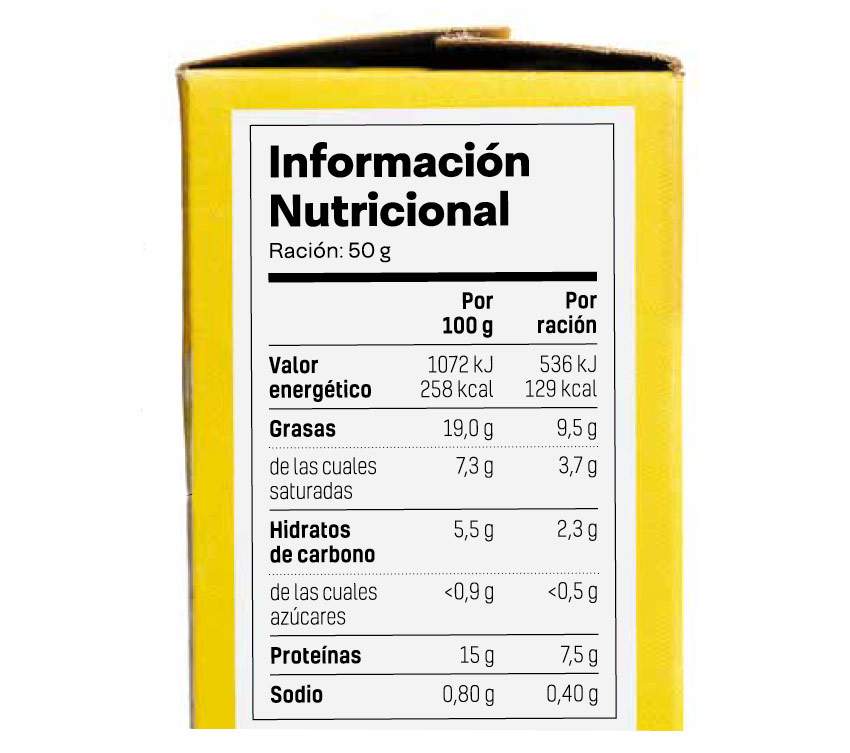 Información
Nutricional
Ración: 50 g
Por Por
100 g ración
Valor 1072 kJ 536 kJ
energético 258 kcal 129 kcal
Grasas 19,0 g 9,5 g
de las cuales 7,3 g 3,7 g
saturadas
Hidratos 5,5 g 2,3 g
de carbono
de las cuales <0,9 g <0,5 g
azúcares
Proteínas 15 g 7,5 g
Sodio 0,80 g 0,40 g